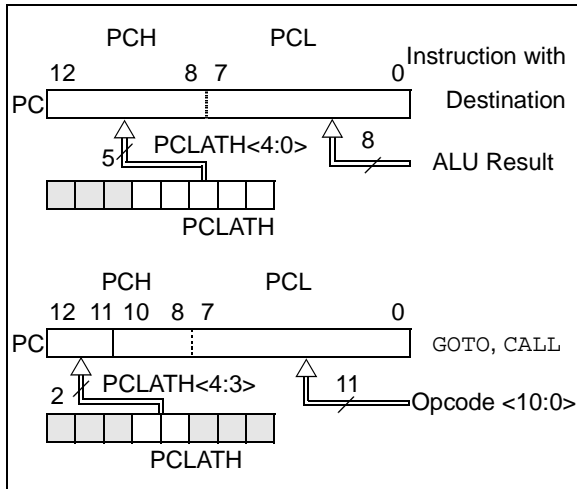 PCH PCL
12 8 7 0 Instruction with
PC Destination
5 PCLATH<4:0> 8 ALU Result
PCLATH
PCH PCL
12 11 10 8 7 0
PC GOTO, CALL
2 PCLATH<4:3> 11 Opcode <10:0>
PCLATH